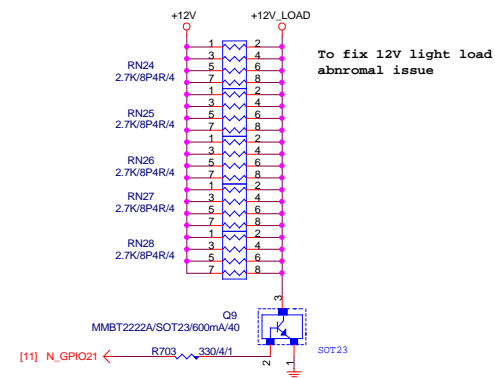 +12V +12V_LOAD
To fix 12V light load
abnromal issue
1 2
RN24 3 4
2.7K/8P4R/4 5 6
7 8
1 2
RN25 3 4
2.7K/8P4R/4 5 6
7 8
1 2
RN26 3 4
2.7K/8P4R/4 5 6
7 8
1 2
RN27 3 4
2.7K/8P4R/4 5 6
7 8
1 2
RN28 3 4
2.7K/8P4R/4 5 6
7 8
3
Q9
MMBT2222A/SOT23/600mA/40
SOT23
[11] N_GPIO21 R703 330/4/1 2 1